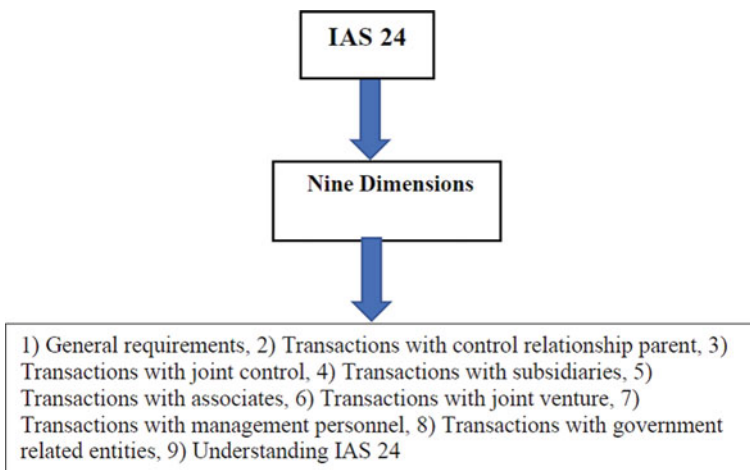 IAS 24
Nine Dimensions
1) General requirements, 2) Transactions with control relationship parent, 3)
Transactions with joint control, 4) Transactions with subsidiaries, 5)
Transactions with associates, 6) Transactions with joint venture, 7)
Transactions with management personnel, 8) Transactions with government
related entities, 9) Understanding IAS 24